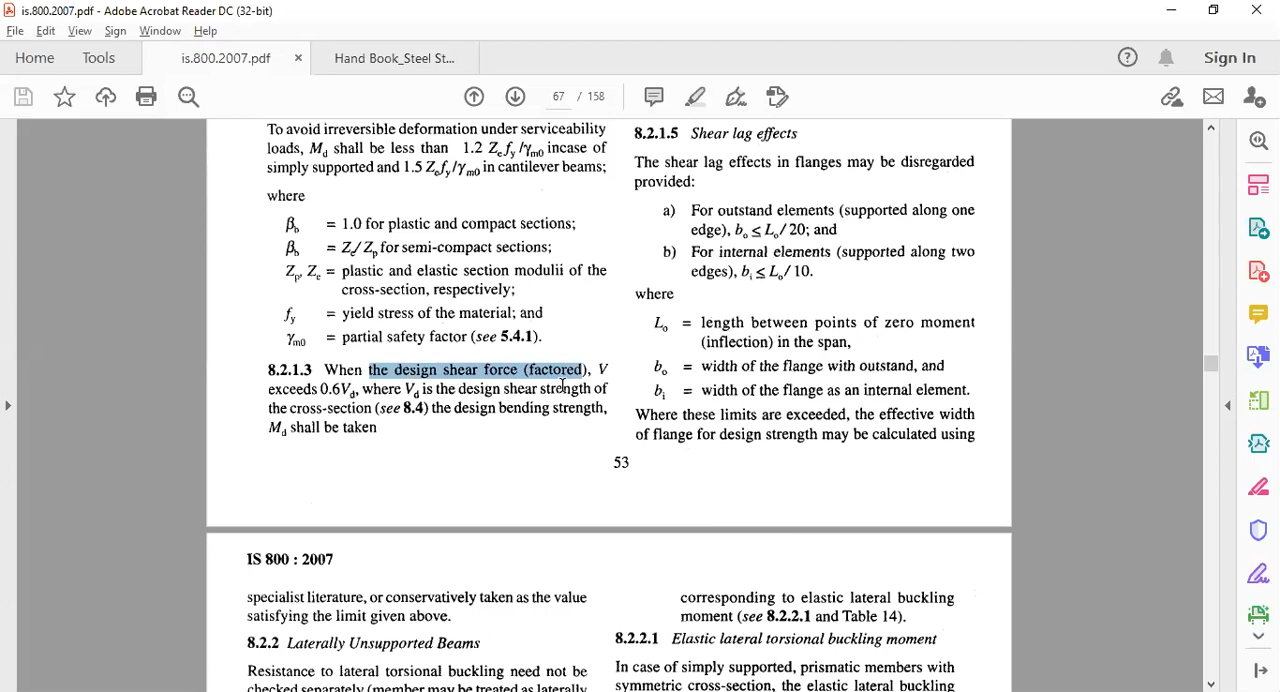 is.800.2007.pdf - Adobe Acrobat Reader DC (32-bit)
File Edit View Sign Window Help
Home Tools is.800.2007.pdf × Hand Book_Steel St... Sign In
67 / 158
To avoid irreversible deformation under serviceability
loads, Md shall be less than 1.2 Zₑfy/γm0 incase of
simply supported and 1.5 Zₑfy/γm0 in cantilever beams;
where
βb = 1.0 for plastic and compact sections;
βb = Zₑ/Zp for semi-compact sections;
Zp, Zₑ = plastic and elastic section modulii of the
cross-section, respectively;
fy = yield stress of the material; and
γm0 = partial safety factor (see 5.4.1).
8.2.1.3 When the design shear force (factored), V
exceeds 0.6Vd, where Vd is the design shear strength of
the cross-section (see 8.4) the design bending strength,
Md shall be taken
8.2.1.5 Shear lag effects
The shear lag effects in flanges may be disregarded
provided:
a) For outstand elements (supported along one
edge), bₒ ≤ Lₒ/20; and
b) For internal elements (supported along two
edges), bi ≤ Lₒ/10.
where
Lₒ = length between points of zero moment
(inflection) in the span,
bₒ = width of the flange with outstand, and
bi = width of the flange as an internal element.
Where these limits are exceeded, the effective width
of flange for design strength may be calculated using
53
IS 800 : 2007
specialist literature, or conservatively taken as the value
satisfying the limit given above.
8.2.2 Laterally Unsupported Beams
Resistance to lateral torsional buckling need not be
checked separately (member may be treated as laterally
corresponding to elastic lateral buckling
moment (see 8.2.2.1 and Table 14).
8.2.2.1 Elastic lateral torsional buckling moment
In case of simply supported, prismatic members with
symmetric cross-section, the elastic lateral buckling